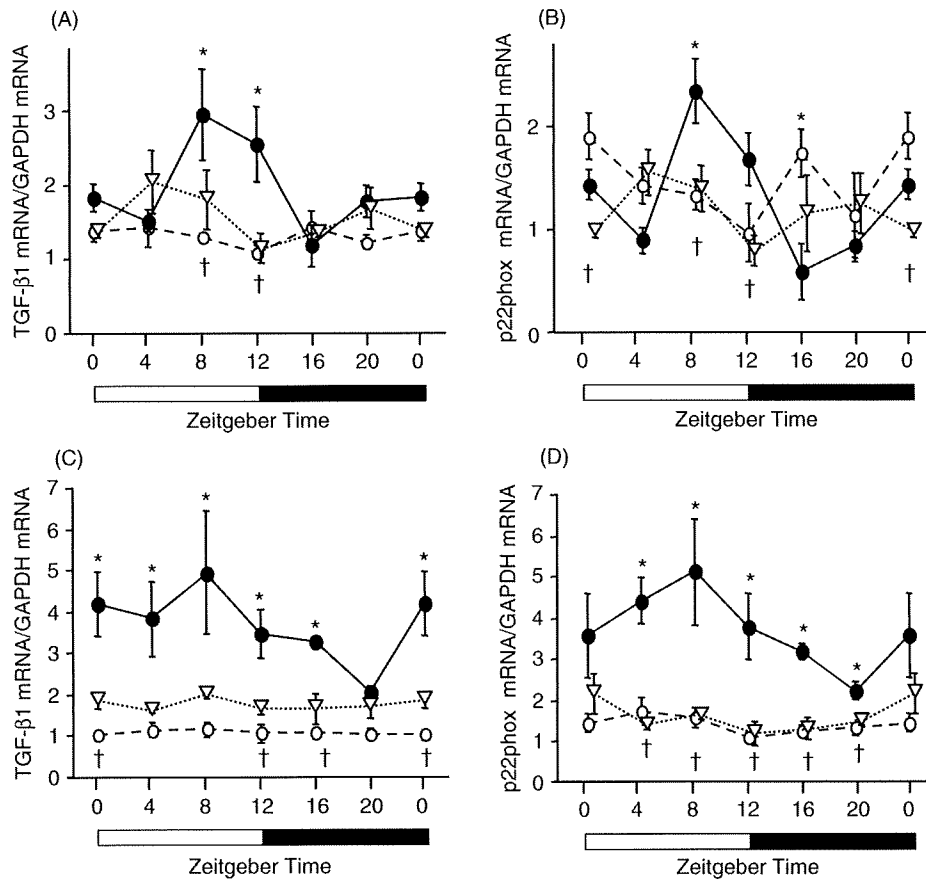 (A)
TGF-β1 mRNA/GAPDH mRNA
3
2
1
0
* *
† †
0 4 8 12 16 20 0
Zeitgeber Time
(B)
p22phox mRNA/GAPDH mRNA
2
1
0
* *
† † † †
0 4 8 12 16 20 0
Zeitgeber Time
(C)
TGF-β1 mRNA/GAPDH mRNA
7
6
5
4
3
2
1
0
* * * * * *
† † † †
0 4 8 12 16 20 0
Zeitgeber Time
(D)
p22phox mRNA/GAPDH mRNA
7
6
5
4
3
2
1
0
* * * * *
† † † † †
0 4 8 12 16 20 0
Zeitgeber Time